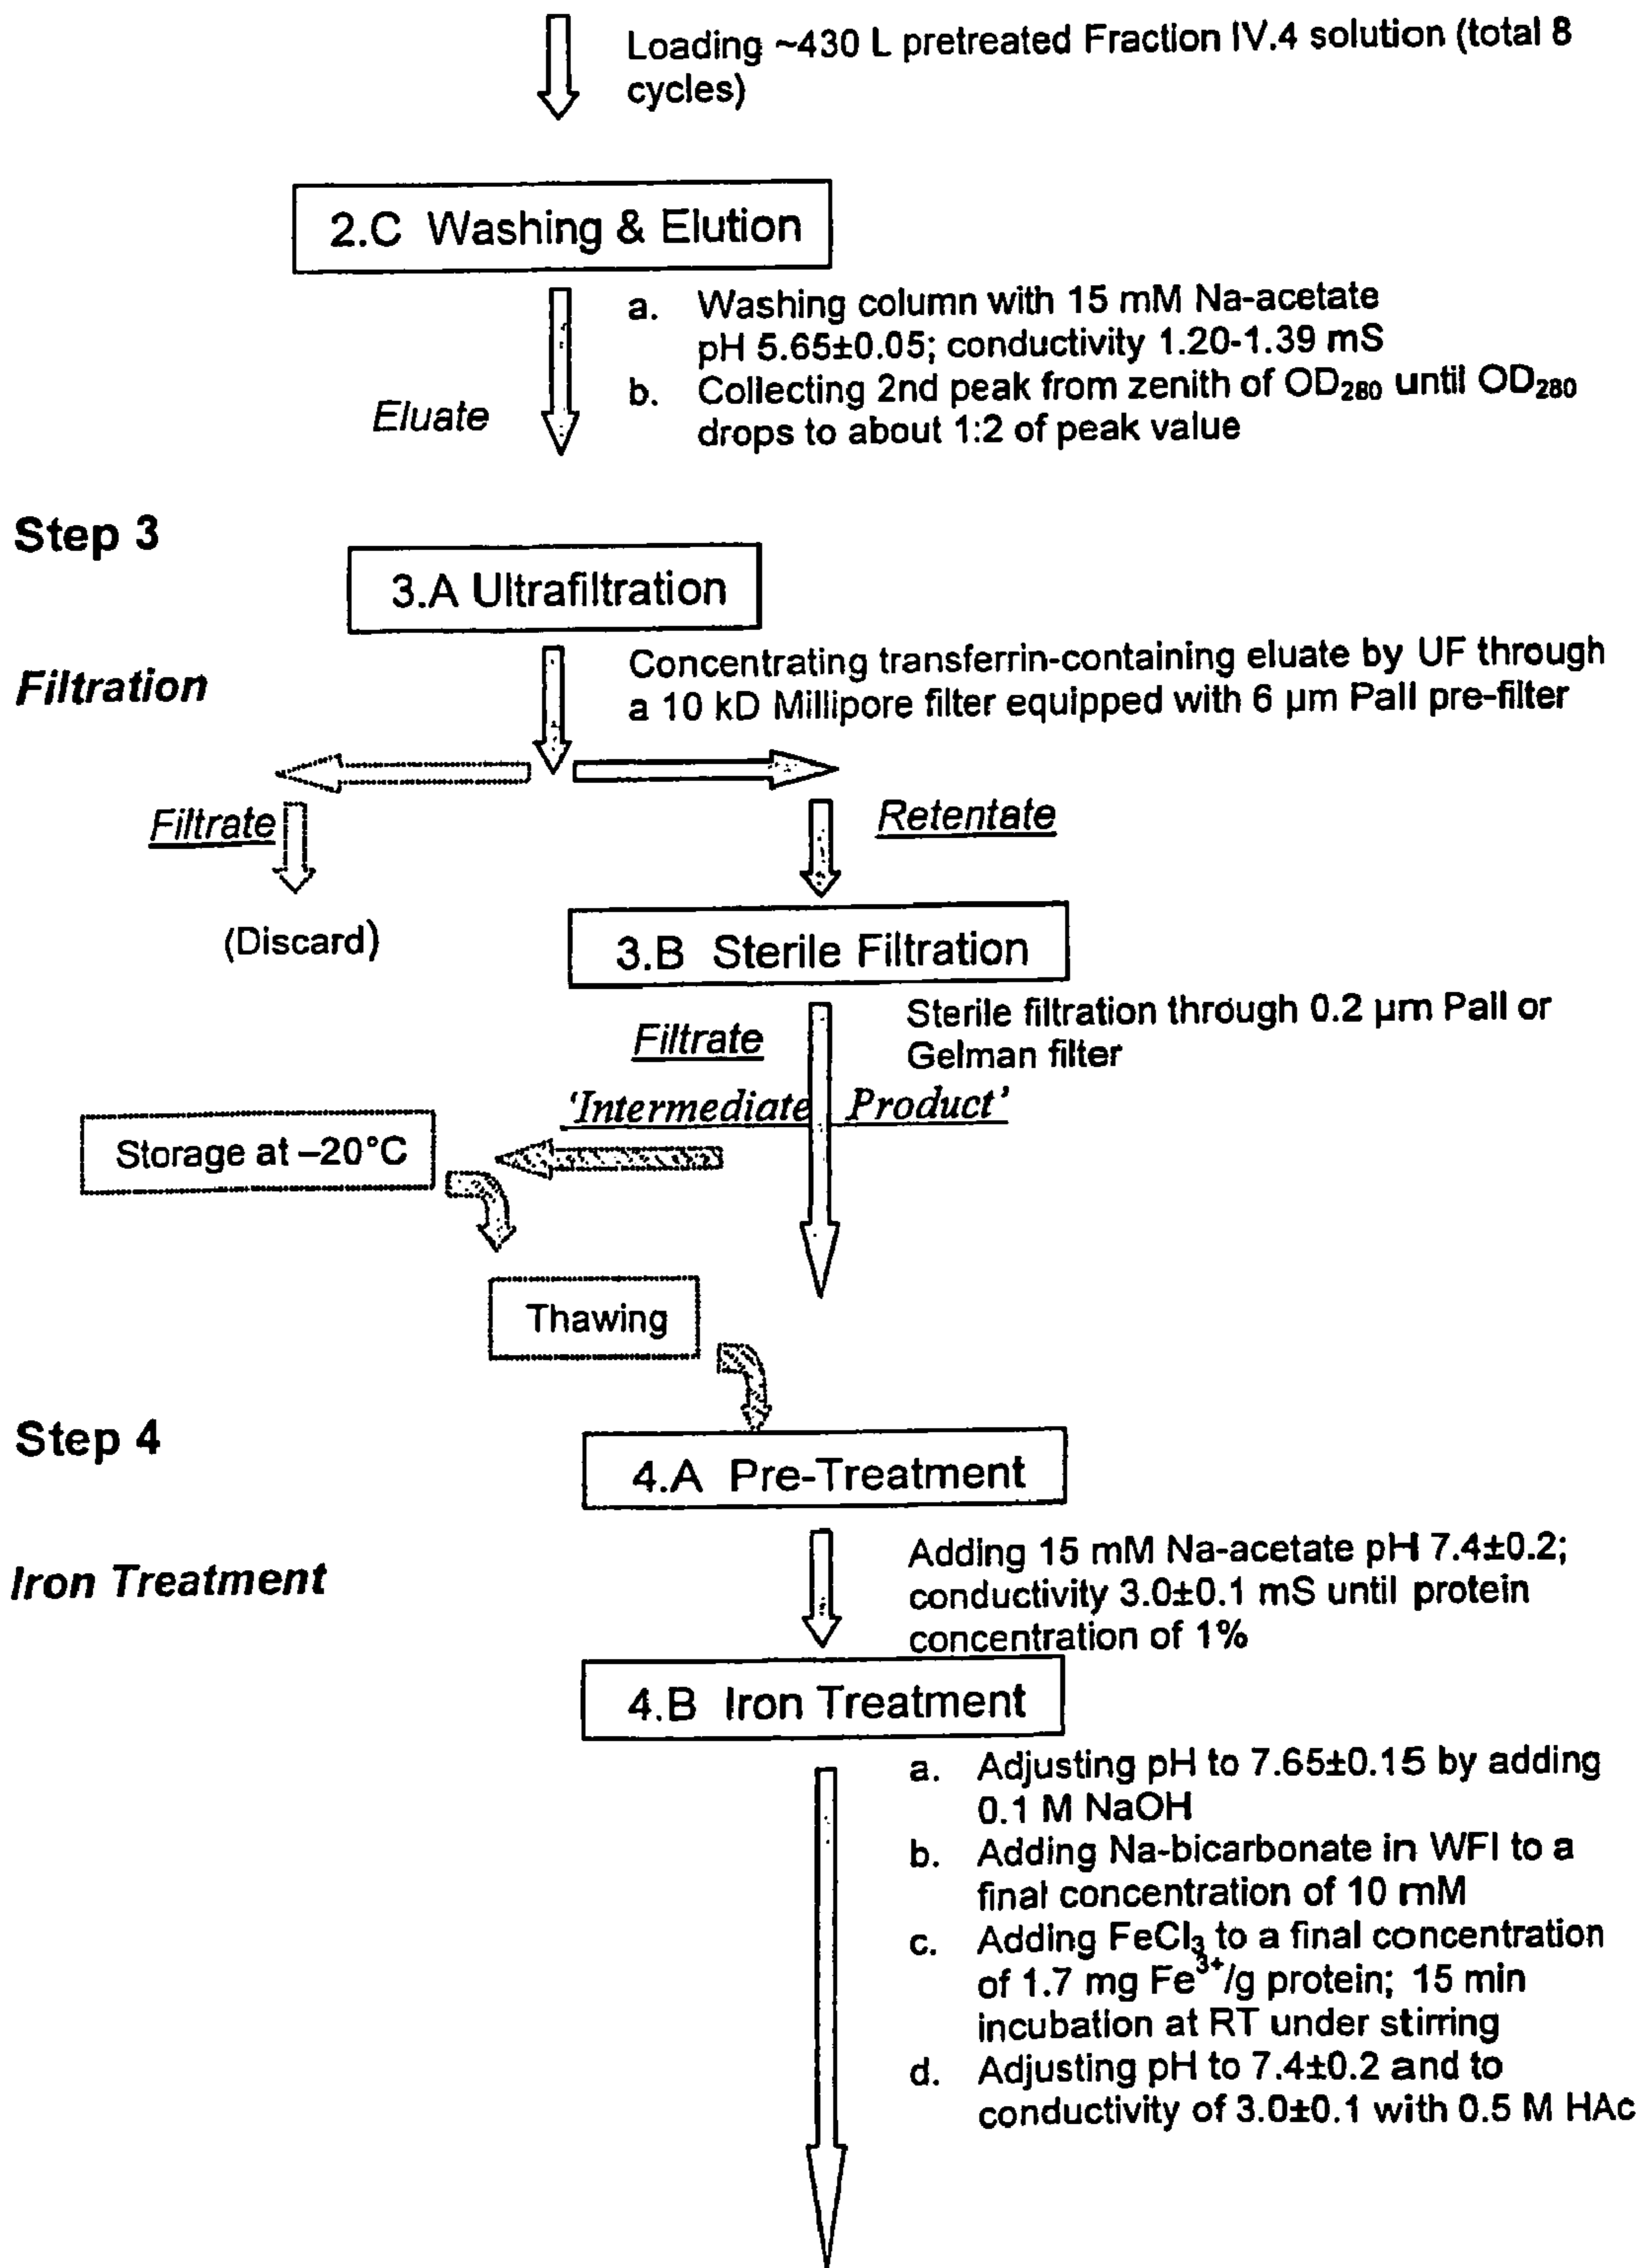 Loading ~430 L pretreated Fraction IV.4 solution (total 8
cycles)
2.C Washing & Elution
a. Washing column with 15 mM Na-acetate
pH 5.65±0.05; conductivity 1.20-1.39 mS
b. Collecting 2nd peak from zenith of OD₂₈₀ until OD₂₈₀
drops to about 1:2 of peak value
Eluate
Step 3
3.A Ultrafiltration
Filtration
Concentrating transferrin-containing eluate by UF through
a 10 kD Millipore filter equipped with 6 µm Pall pre-filter
Filtrate
Retentate
(Discard)
3.B Sterile Filtration
Sterile filtration through 0.2 µm Pall or
Gelman filter
Filtrate
'Intermediate Product'
Storage at –20°C
Thawing
Step 4
4.A Pre-Treatment
Iron Treatment
Adding 15 mM Na-acetate pH 7.4±0.2;
conductivity 3.0±0.1 mS until protein
concentration of 1%
4.B Iron Treatment
a. Adjusting pH to 7.65±0.15 by adding
0.1 M NaOH
b. Adding Na-bicarbonate in WFI to a
final concentration of 10 mM
c. Adding FeCl₃ to a final concentration
of 1.7 mg Fe³⁺/g protein; 15 min
incubation at RT under stirring
d. Adjusting pH to 7.4±0.2 and to
conductivity of 3.0±0.1 with 0.5 M HAc